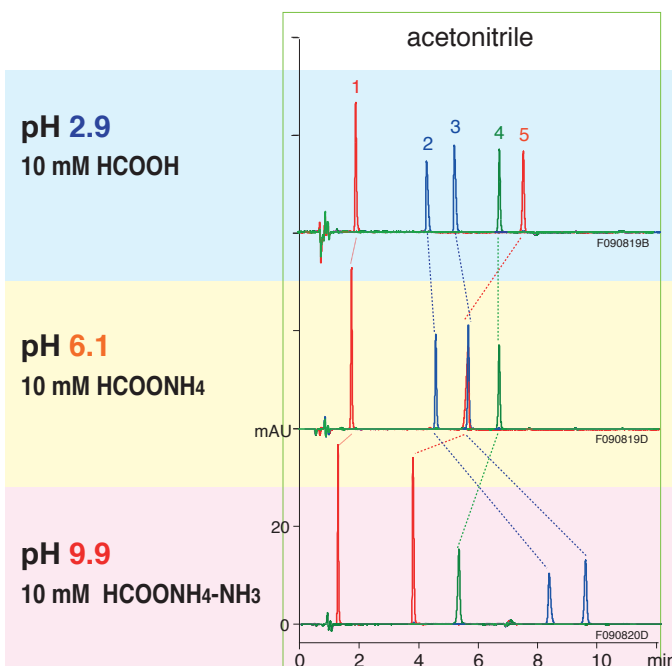 acetonitrile
1
2
3
4
5
pH 2.9
10 mM HCOOH
F090819B
pH 6.1
10 mM HCOONH4
mAU
F090819D
20
pH 9.9
10 mM HCOONH4-NH3
0
F090820D
0 2 4 6 8 10 min